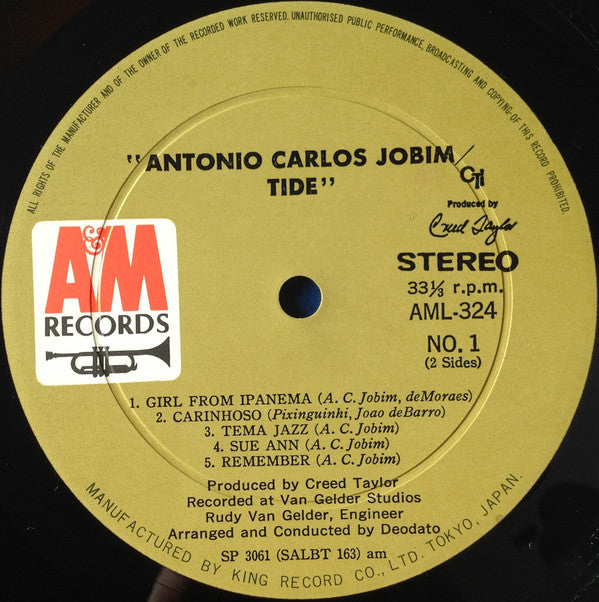 ALL RIGHTS OF THE MANUFACTURER AND OF THE OWNER OF THE RECORDED WORK RESERVED. UNAUTHORISED PUBLIC PERFORMANCE, BROADCASTING AND COPYING OF THIS RECORD PROHIBITED.
"ANTONIO CARLOS JOBIM/
TIDE"
CTi
Produced by
Creed Taylor
A&M
RECORDS
STEREO
33⅓ r.p.m.
AML-324
NO. 1
(2 Sides)
1. GIRL FROM IPANEMA (A. C. Jobim, deMoraes)
2. CARINHOSO (Pixinguinhi, Joao deBarro)
3. TEMA JAZZ (A. C. Jobim)
4. SUE ANN (A. C. Jobim)
5. REMEMBER (A. C. Jobim)
Produced by Creed Taylor
Recorded at Van Gelder Studios
Rudy Van Gelder, Engineer
Arranged and Conducted by Deodato
SP 3061 (SALBT 163) am
MANUFACTURED BY KING RECORD CO., LTD. TOKYO, JAPAN.